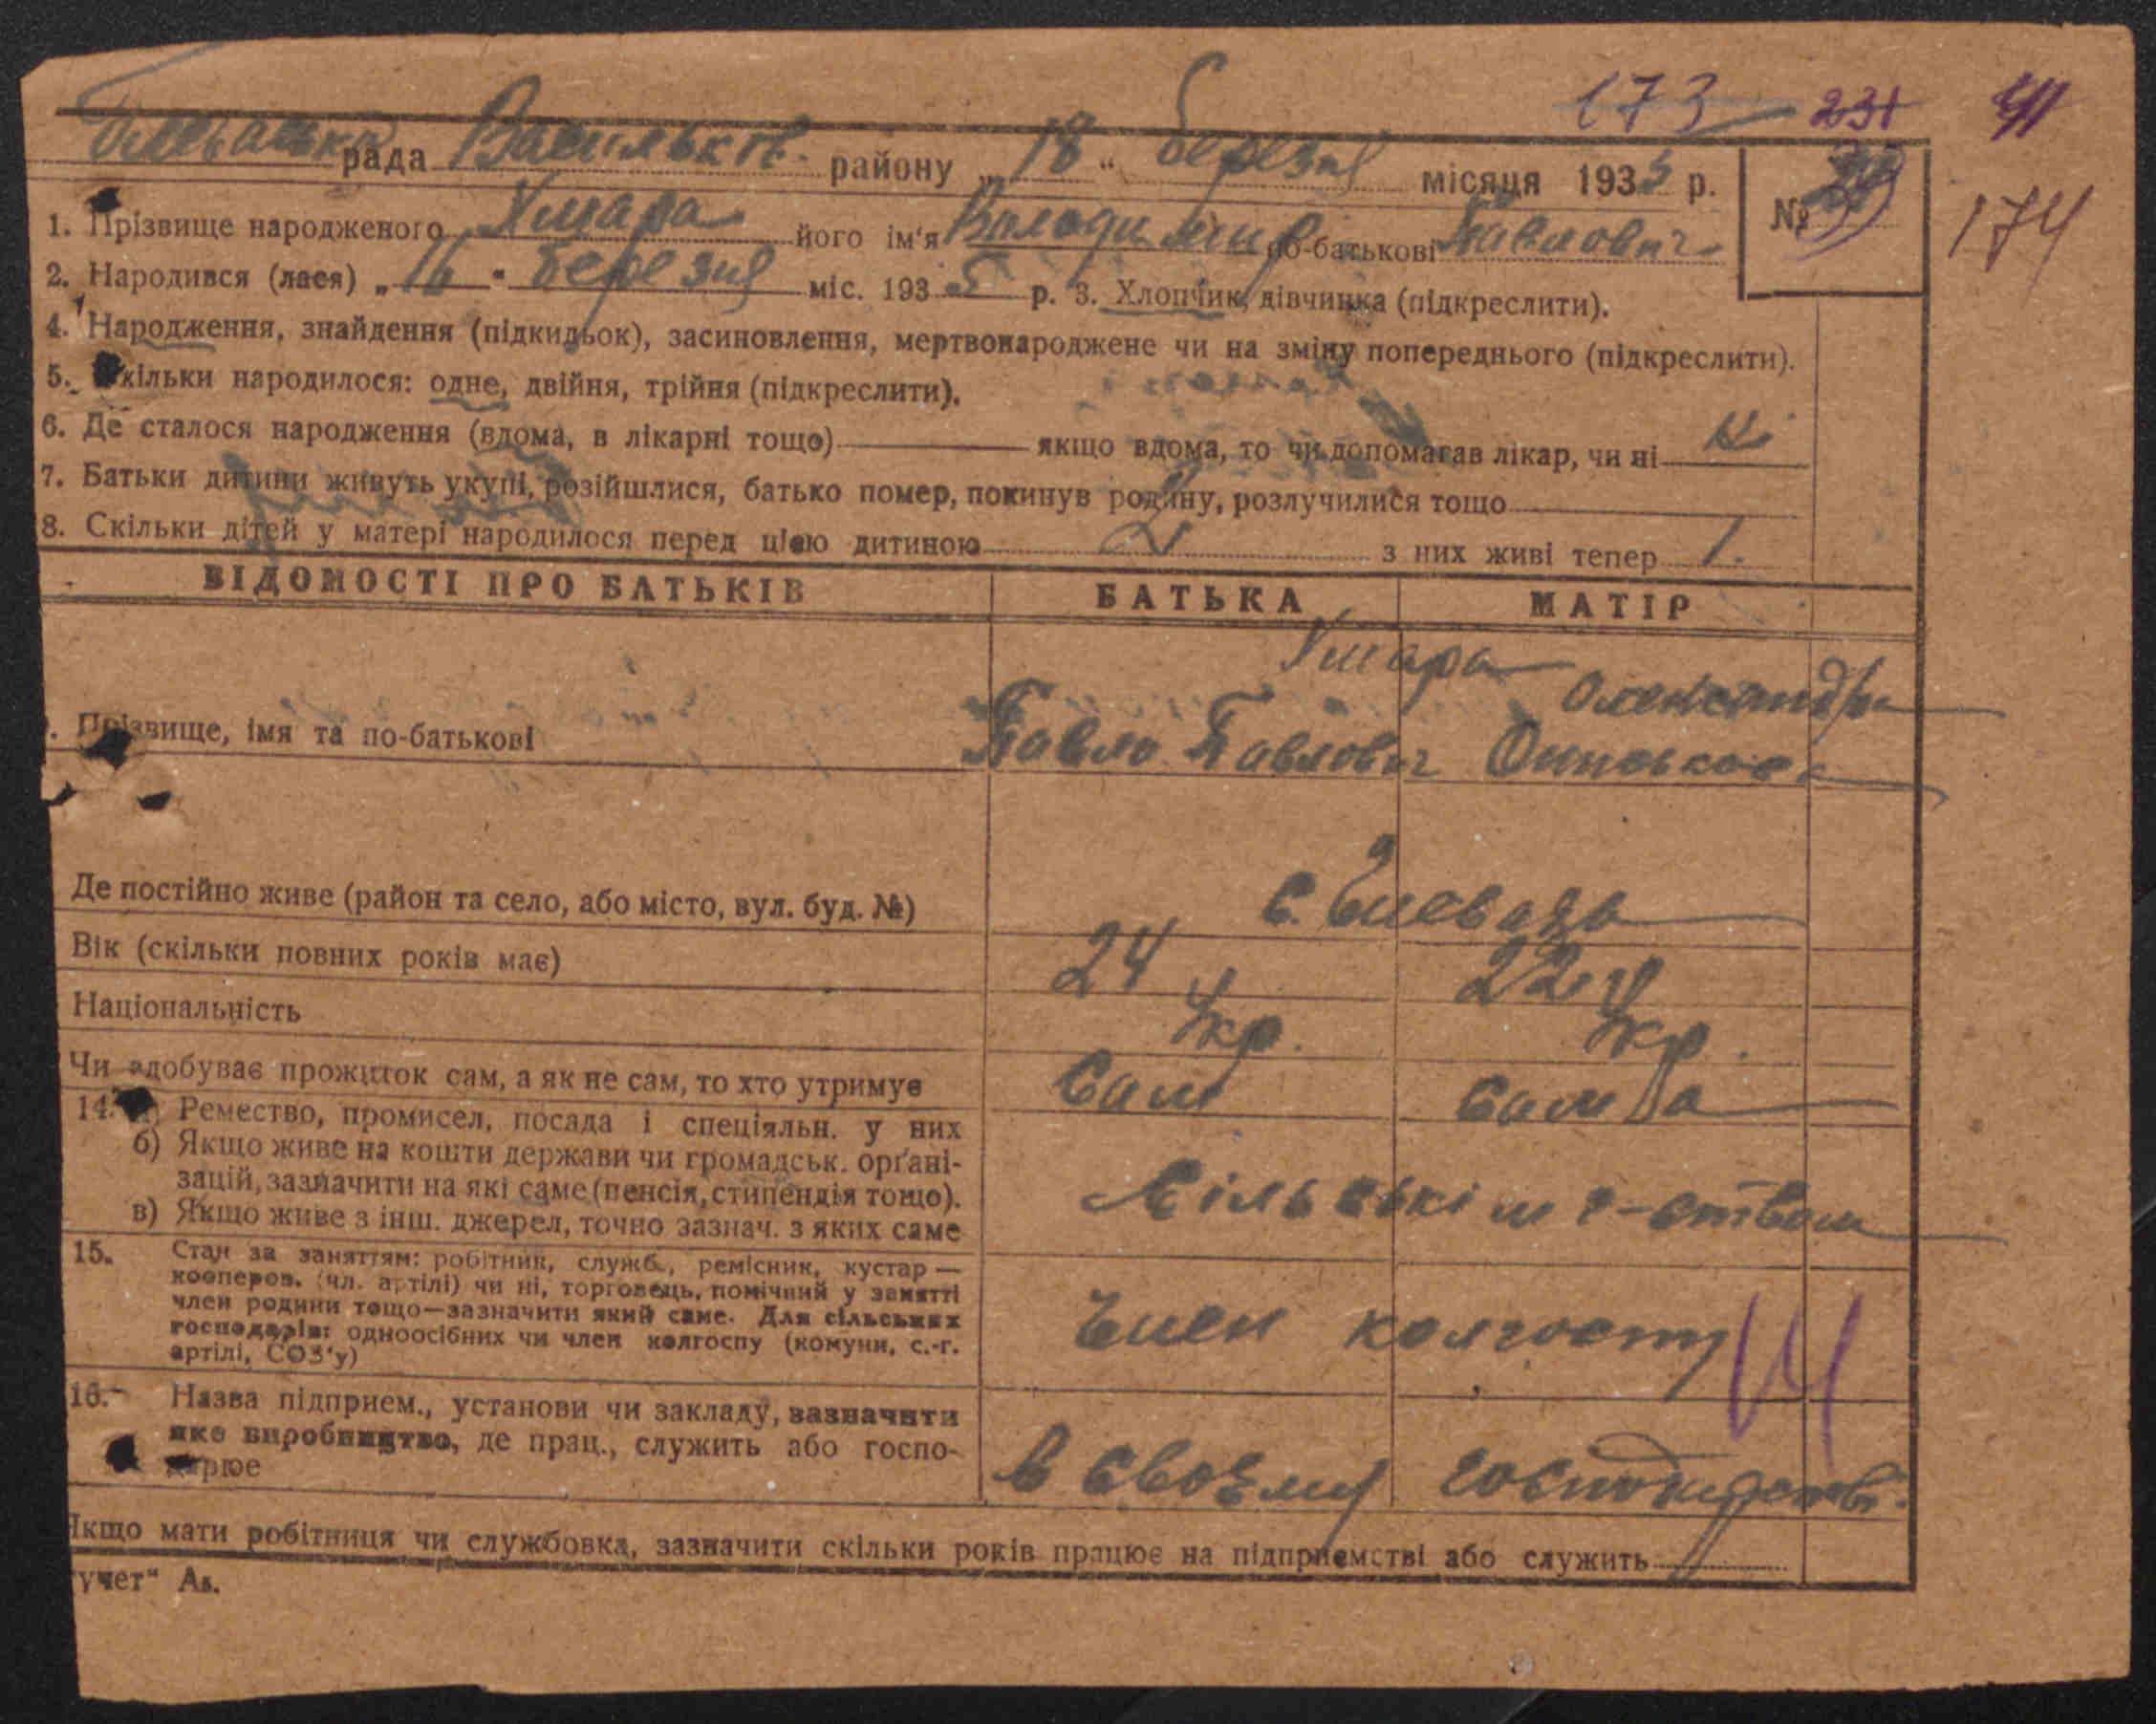 173 231 41
рада Васильків. району „ 18 “ березня місяця 1935 р.
№ 174
1. Прізвище народженого Хмара його ім'я Володимир по-батькові Павлович
2. Народився (лася) „ 16 “ березня міс. 1935 р. 3. Хлопчик, дівчинка (підкреслити).
4. Народження, знайдення (підкидьок), засиновлення, мертвонароджене чи на зміну попереднього (підкреслити).
5. Скільки народилося: одне, двійня, трійня (підкреслити).
6. Де сталося народження (вдома, в лікарні тощо) якщо вдома, то чи допомагав лікар, чи ні
7. Батьки дитини живуть укупі, розійшлися, батько помер, покинув родину, розлучилися тощо
8. Скільки дітей у матері народилося перед цією дитиною 2 з них живі тепер 1.
ВІДОМОСТІ ПРО БАТЬКІВ БАТЬКА МАТІР
Хмара
Олександра
. Прізвище, імя та по-батькові Павло Павлович
Де постійно живе (район та село, або місто, вул. буд. №) с.
Вік (скільки повних років має) 24 22
Національність Укр. Укр.
Чи здобуває прожиток сам, а як не сам, то хто утримує Сам Сама
14. а) Ремество, промисел, посада і спеціяльн. у них
б) Якщо живе на кошти держави чи громадськ. орґані-
зацій, зазначити на які саме (пенсія, стипендія тощо).
в) Якщо живе з інш. джерел, точно зазнач. з яких саме
Сільськім г-ством
15. Стан за заняттям: робітник, служб., ремісник, кустар —
кооперов. (чл. артілі) чи ні, торговець, помічний у занятті
член родини тощо—зазначити який саме. Для сільських
господарів: одноосібних чи член колгоспу (комуни, с.-г.
артілі, СОЗ'у)
Член колгоспу
16. Назва підприєм., установи чи закладу, зазначити
яке виробництво, де прац., служить або госпо-
дарює
в своєму господарстві.
Якщо мати робітниця чи службовка, зазначити скільки років працює на підприємстві або служить
учет“ Ав.